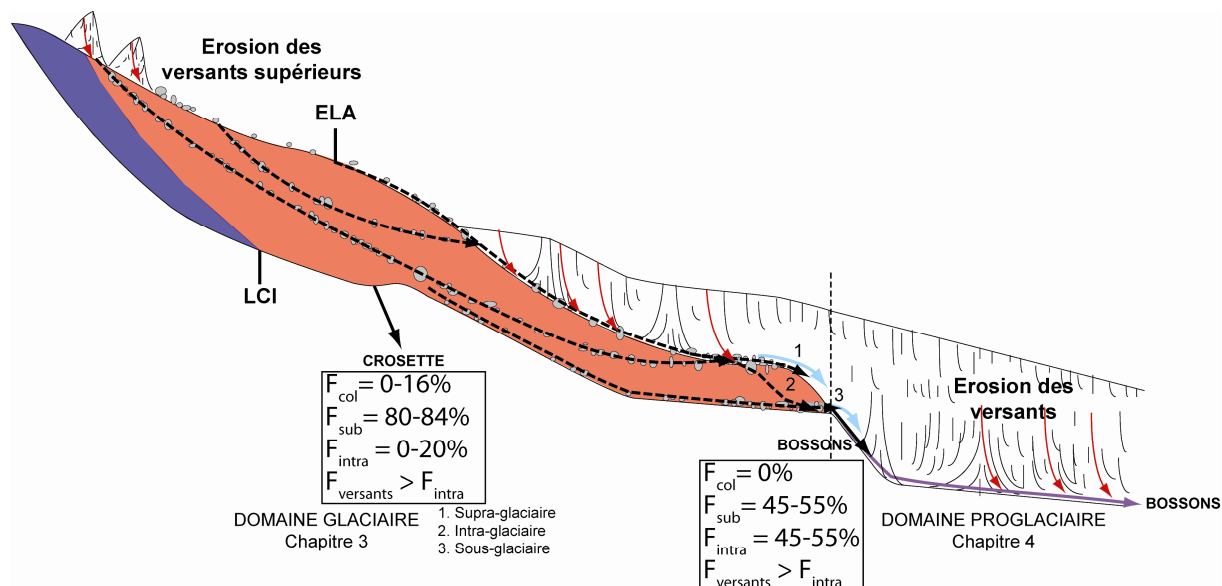 Erosion des
versants supérieurs
ELA
LCI
CROSETTE
Fcol= 0-16%
Fsub= 80-84%
Fintra = 0-20%
Fversants > Fintra
DOMAINE GLACIAIRE
Chapitre 3
1. Supra-glaciaire
2. Intra-glaciaire
3. Sous-glaciaire
1
2
3
BOSSONS
Fcol= 0%
Fsub= 45-55%
Fintra = 45-55%
Fversants > Fintra
Erosion des
versants
BOSSONS
DOMAINE PROGLACIAIRE
Chapitre 4